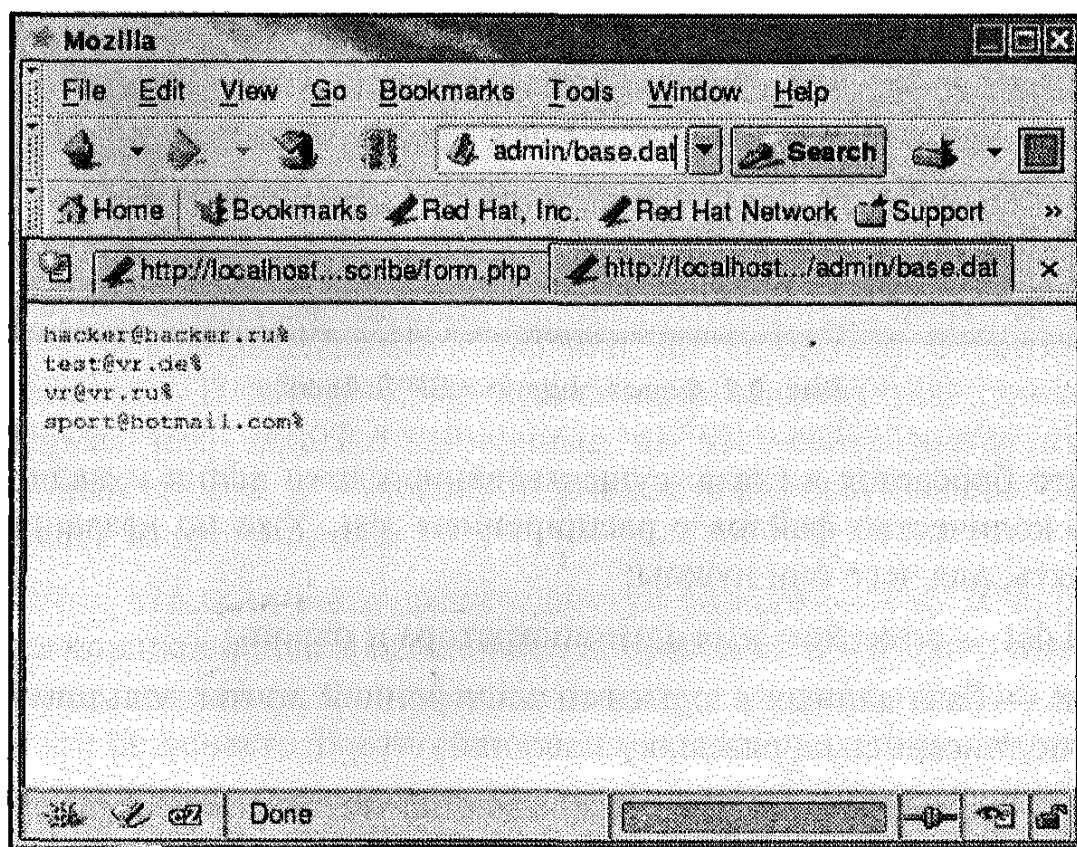 Mozilla
File Edit View Go Bookmarks Tools Window Help
admin/base.dat Search
Home Bookmarks Red Hat, Inc. Red Hat Network Support »
http://localhost...scribe/form.php http://localhost.../admin/base.dat
hacker@hacker.ru%
test@vr.de%
vr@vr.ru%
sport@hotmail.com%
Done